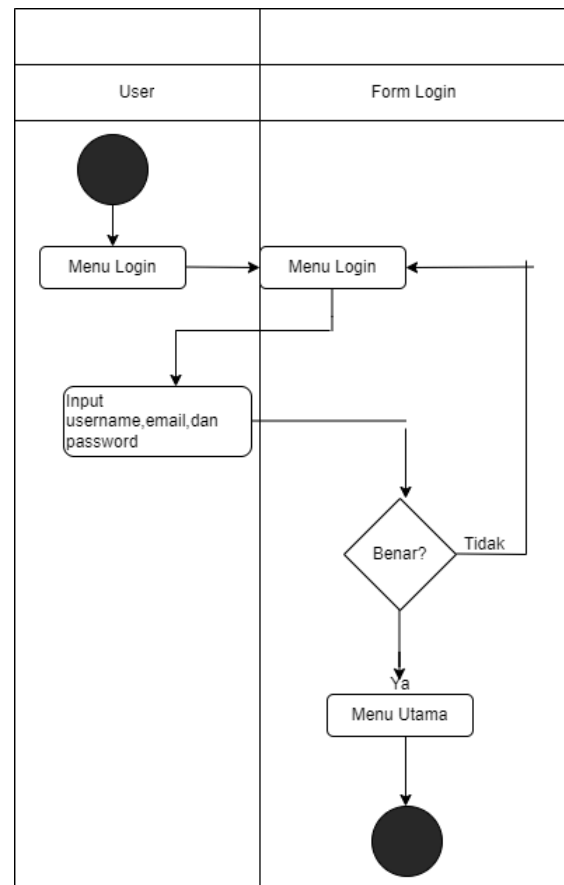 User
Form Login
Menu Login
Menu Login
Input
username,email,dan
password
Benar?
Tidak
Ya
Menu Utama